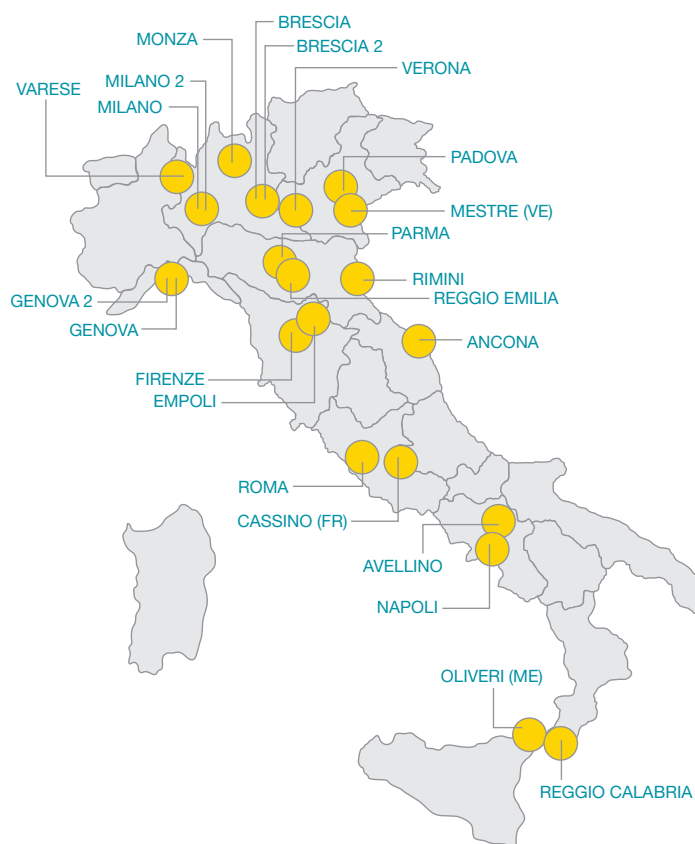 BRESCIA
MONZA
BRESCIA 2
VERONA
MILANO 2
VARESE
MILANO
PADOVA
MESTRE (VE)
PARMA
RIMINI
REGGIO EMILIA
GENOVA 2
GENOVA
ANCONA
FIRENZE
EMPOLI
ROMA
CASSINO (FR)
AVELLINO
NAPOLI
OLIVERI (ME)
REGGIO CALABRIA